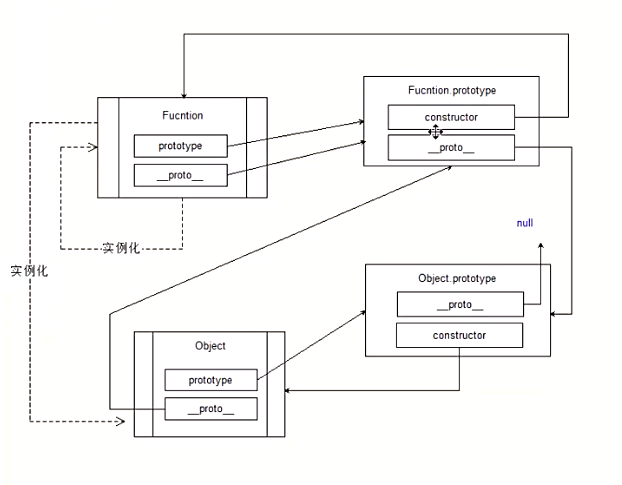 Fucntion
prototype
__proto__
实例化
实例化
Fucntion.prototype
constructor
__proto__
null
Object.prototype
__proto__
constructor
Object
prototype
__proto__